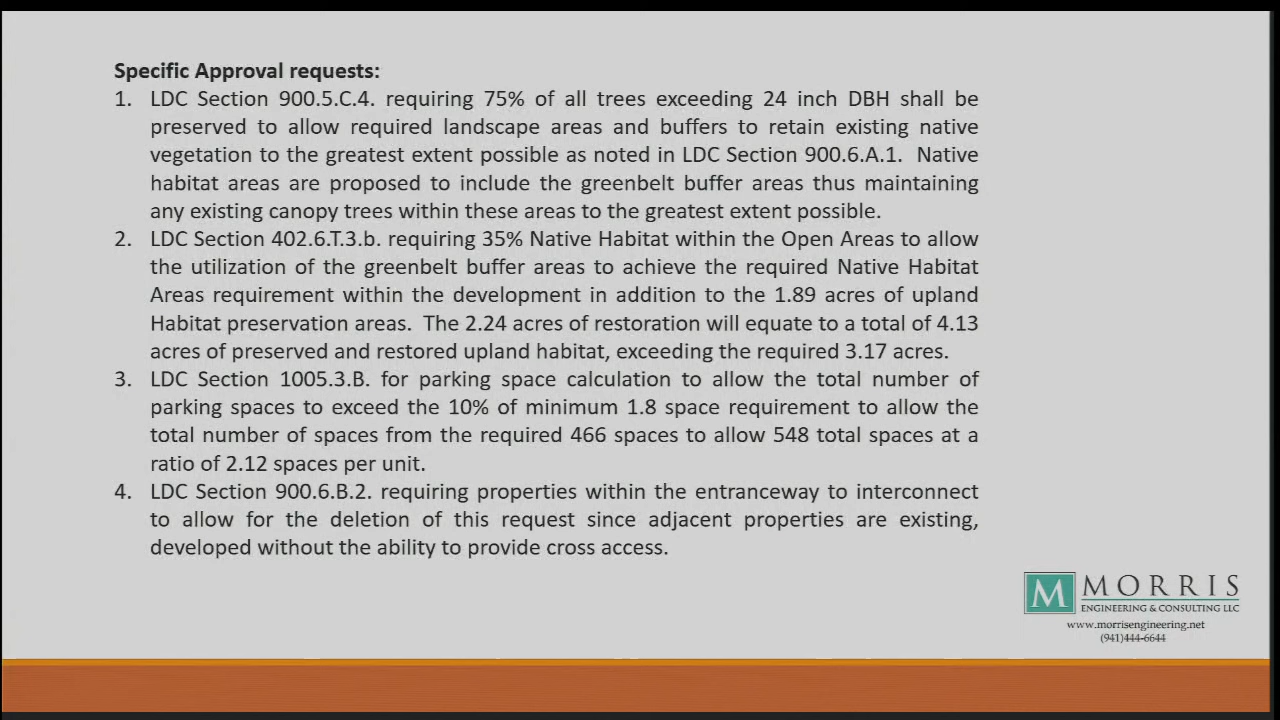 Specific Approval requests:
1. LDC Section 900.5.C.4. requiring 75% of all trees exceeding 24 inch DBH shall be
preserved to allow required landscape areas and buffers to retain existing native
vegetation to the greatest extent possible as noted in LDC Section 900.6.A.1. Native
habitat areas are proposed to include the greenbelt buffer areas thus maintaining
any existing canopy trees within these areas to the greatest extent possible.
2. LDC Section 402.6.T.3.b. requiring 35% Native Habitat within the Open Areas to allow
the utilization of the greenbelt buffer areas to achieve the required Native Habitat
Areas requirement within the development in addition to the 1.89 acres of upland
Habitat preservation areas. The 2.24 acres of restoration will equate to a total of 4.13
acres of preserved and restored upland habitat, exceeding the required 3.17 acres.
3. LDC Section 1005.3.B. for parking space calculation to allow the total number of
parking spaces to exceed the 10% of minimum 1.8 space requirement to allow the
total number of spaces from the required 466 spaces to allow 548 total spaces at a
ratio of 2.12 spaces per unit.
4. LDC Section 900.6.B.2. requiring properties within the entranceway to interconnect
to allow for the deletion of this request since adjacent properties are existing,
developed without the ability to provide cross access.
M MORRIS
ENGINEERING & CONSULTING LLC
www.morrisengineering.net
(941)444-6644